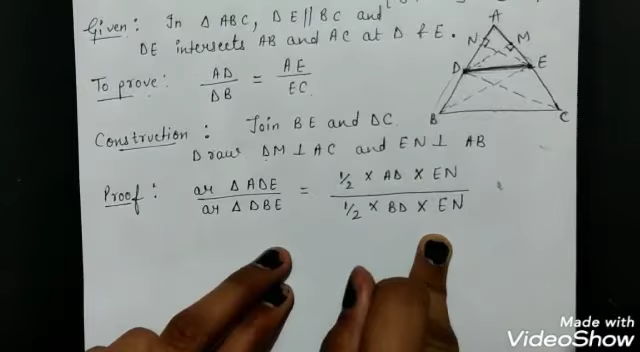 Given: In Δ ABC, DE // BC and
DE intersects AB and AC at D & E.
To prove: AD/DB = AE/EC
Construction: Join BE and DC.
Draw DM ⊥ AC and EN ⊥ AB
Proof: ar Δ ADE / ar Δ DBE = 1/2 × AD × EN / 1/2 × BD × EN
A
N M
D E
B C
Made with
VideoShow